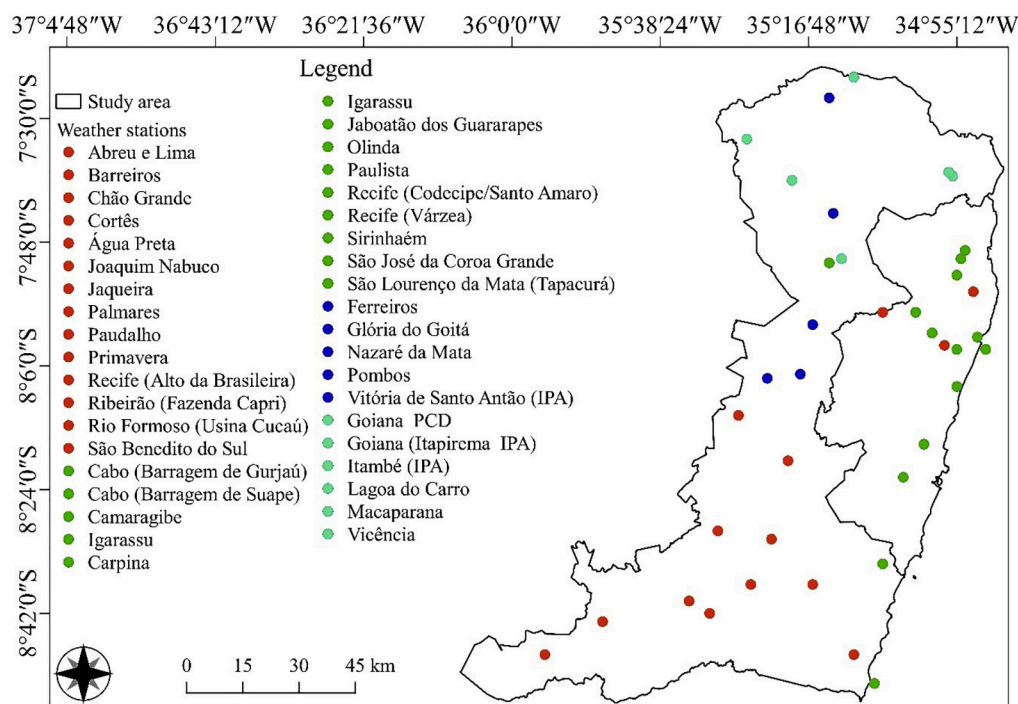 37°4'48"W 36°43'12"W 36°21'36"W 36°0'0"W 35°38'24"W 35°16'48"W 34°55'12"W
7°30'0"S
7°48'0"S
8°6'0"S
8°24'0"S
8°42'0"S
Legend
Study area
Weather stations
Abreu e Lima
Barreiros
Chão Grande
Cortês
Água Preta
Joaquim Nabuco
Jaqueira
Palmares
Paudalho
Primavera
Recife (Alto da Brasileira)
Ribeirão (Fazenda Capri)
Rio Formoso (Usina Cucaú)
São Benedito do Sul
Cabo (Barragem de Gurjaú)
Cabo (Barragem de Suape)
Camaragibe
Igarassu
Carpina
Igarassu
Jaboatão dos Guararapes
Olinda
Paulista
Recife (Codecipe/Santo Amaro)
Recife (Várzea)
Sirinhaém
São José da Coroa Grande
São Lourenço da Mata (Tapacurá)
Ferreiros
Glória do Goitá
Nazaré da Mata
Pombos
Vitória de Santo Antão (IPA)
Goiana PCD
Goiana (Itapirema IPA)
Itambé (IPA)
Lagoa do Carro
Macaparana
Vicência
0 15 30 45 km